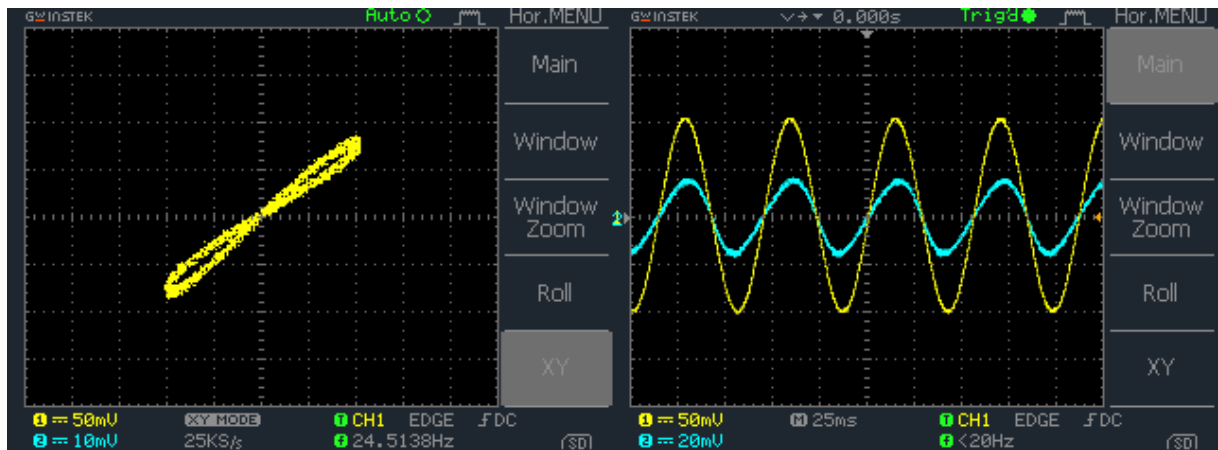 GWINSTEK Auto Hor.MENU
Main
Window
Window
Zoom
Roll
XY
1 50mV XY MODE T CH1 EDGE DC
2 10mV 25KS/s f 24.5138Hz SD
GWINSTEK 0.000s Trig'd Hor.MENU
Main
Window
2
Window
Zoom
Roll
XY
1 50mV M 25ms T CH1 EDGE DC
2 20mV f <20Hz SD